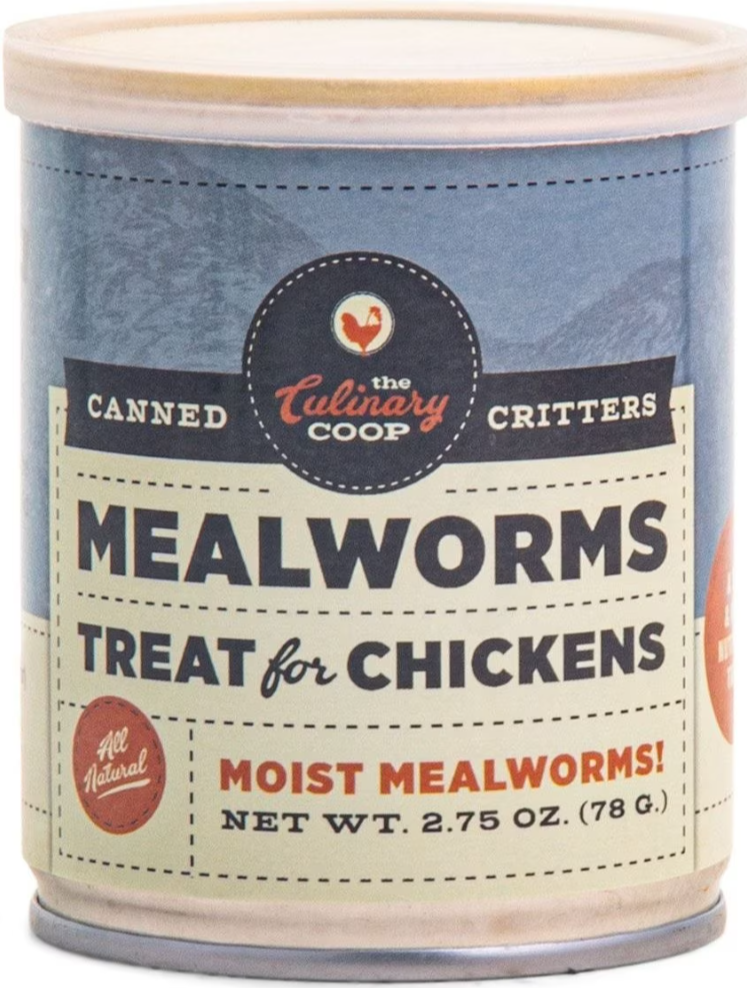 the
Culinary
COOP
CANNED CRITTERS
MEALWORMS
TREAT for CHICKENS
All
Natural
MOIST MEALWORMS!
NET WT. 2.75 OZ. (78 G.)